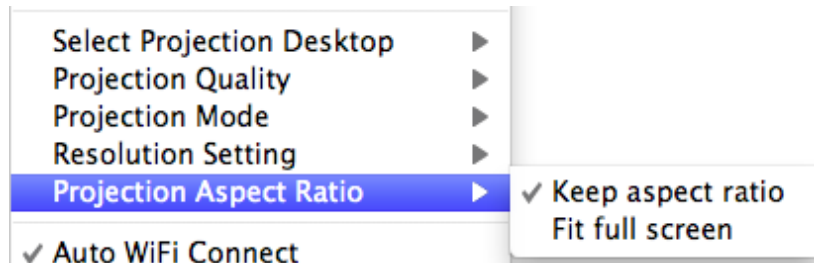 Select Projection Desktop
Projection Quality
Projection Mode
Resolution Setting
Projection Aspect Ratio
Keep aspect ratio
Fit full screen
Auto WiFi Connect